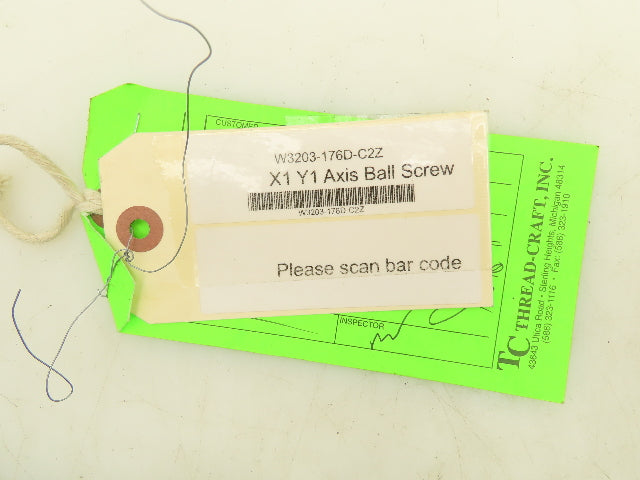 CUSTOMER
W3203-176D-C2Z
X1 Y1 Axis Ball Screw
W3203-176D-C2Z
Please scan bar code
INSPECTOR
TC THREAD-CRAFT, INC.
43643 Utica Road • Sterling Heights, Michigan 48314
(586) 323-1116 • Fax: (586) 323-1910